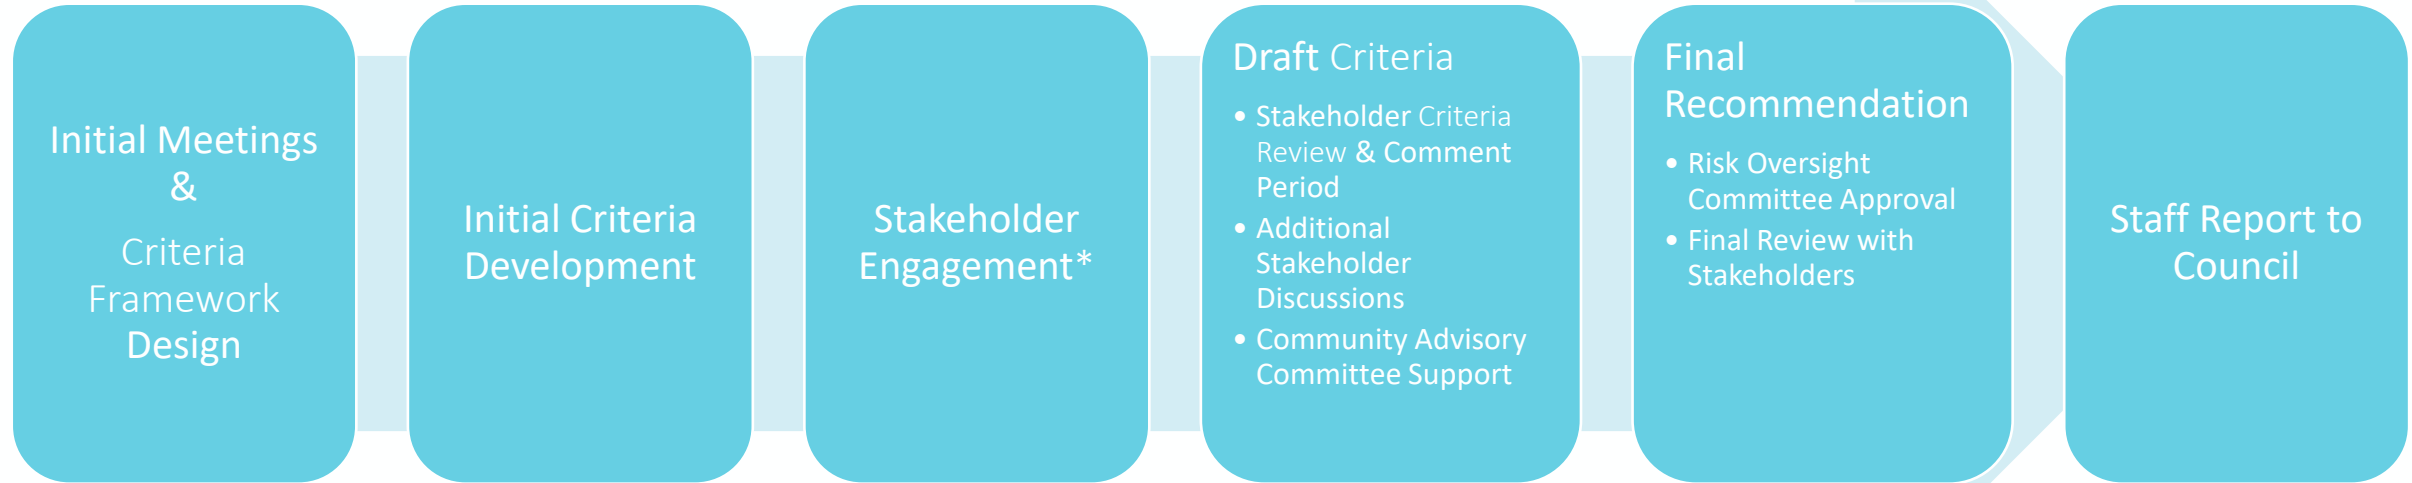 Initial Meetings
&
Criteria
Framework
Design
Initial Criteria
Development
Stakeholder
Engagement*
Draft Criteria
• Stakeholder Criteria
Review & Comment
Period
• Additional
Stakeholder
Discussions
• Community Advisory
Committee Support
Final
Recommendation
• Risk Oversight
Committee Approval
• Final Review with
Stakeholders
Staff Report to
Council